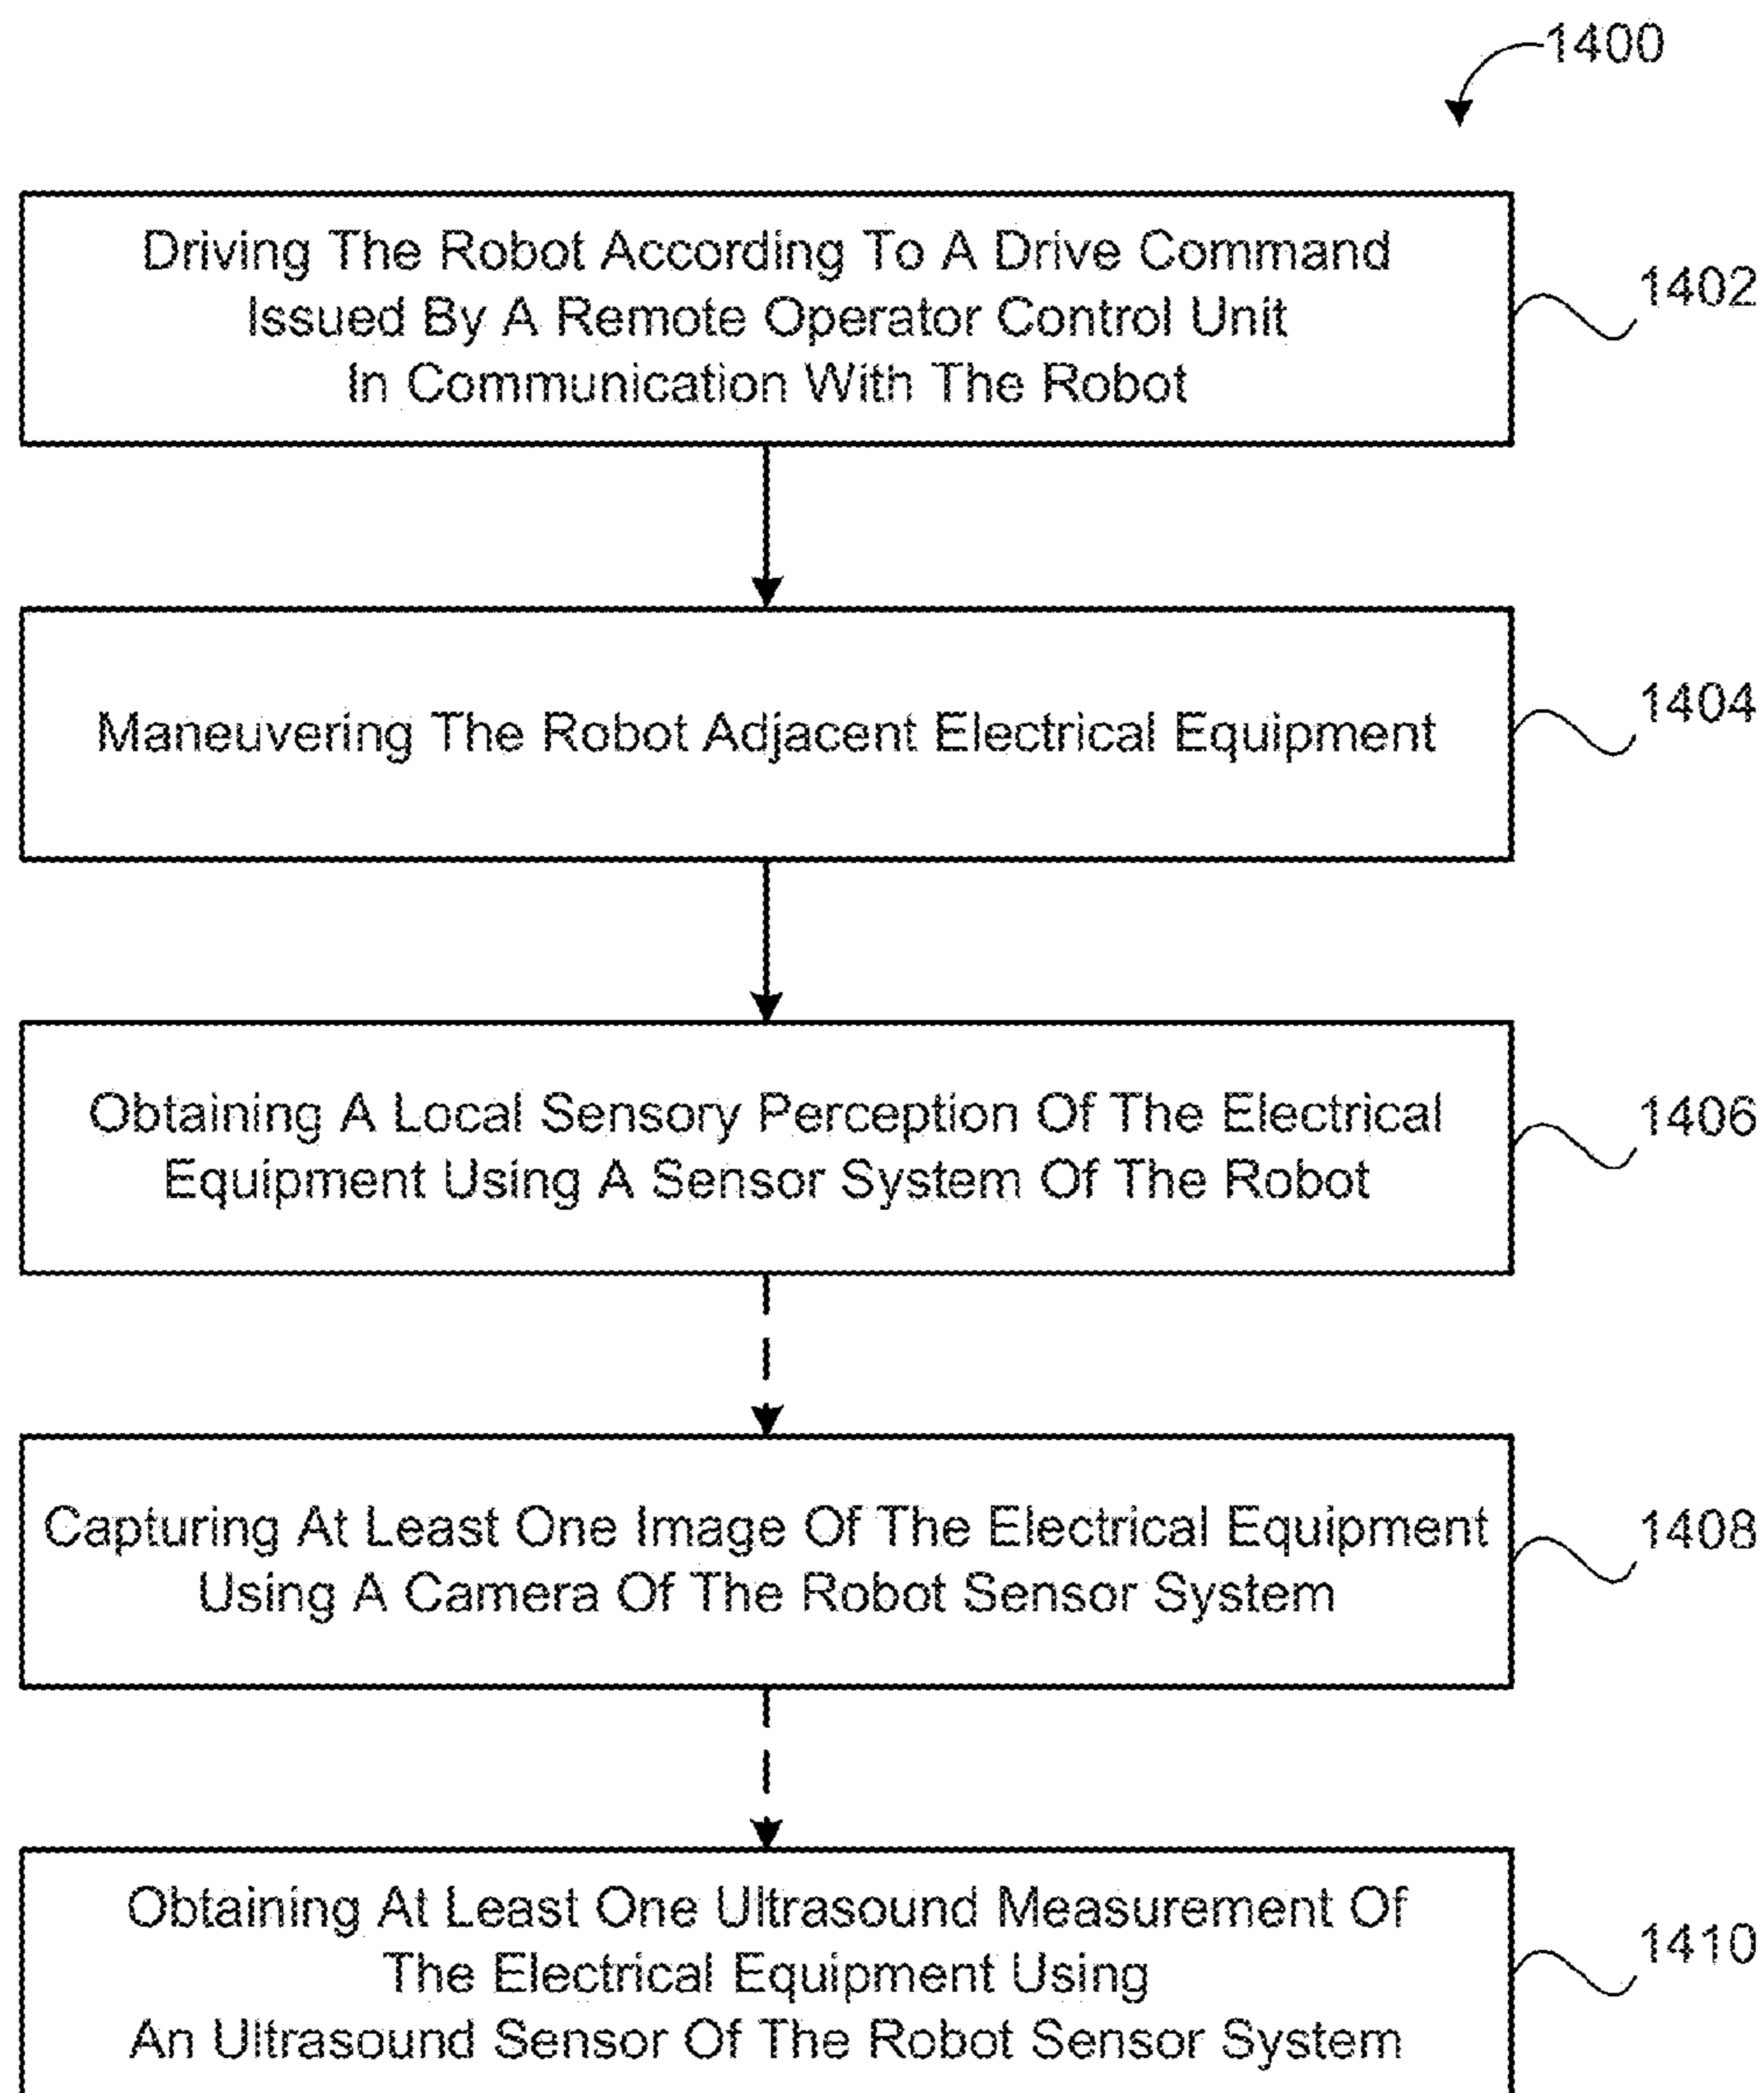 1400
Driving The Robot According To A Drive Command
Issued By A Remote Operator Control Unit
In Communication With The Robot
1402
Maneuvering The Robot Adjacent Electrical Equipment
1404
Obtaining A Local Sensory Perception Of The Electrical
Equipment Using A Sensor System Of The Robot
1406
Capturing At Least One Image Of The Electrical Equipment
Using A Camera Of The Robot Sensor System
1408
Obtaining At Least One Ultrasound Measurement Of
The Electrical Equipment Using
An Ultrasound Sensor Of The Robot Sensor System
1410